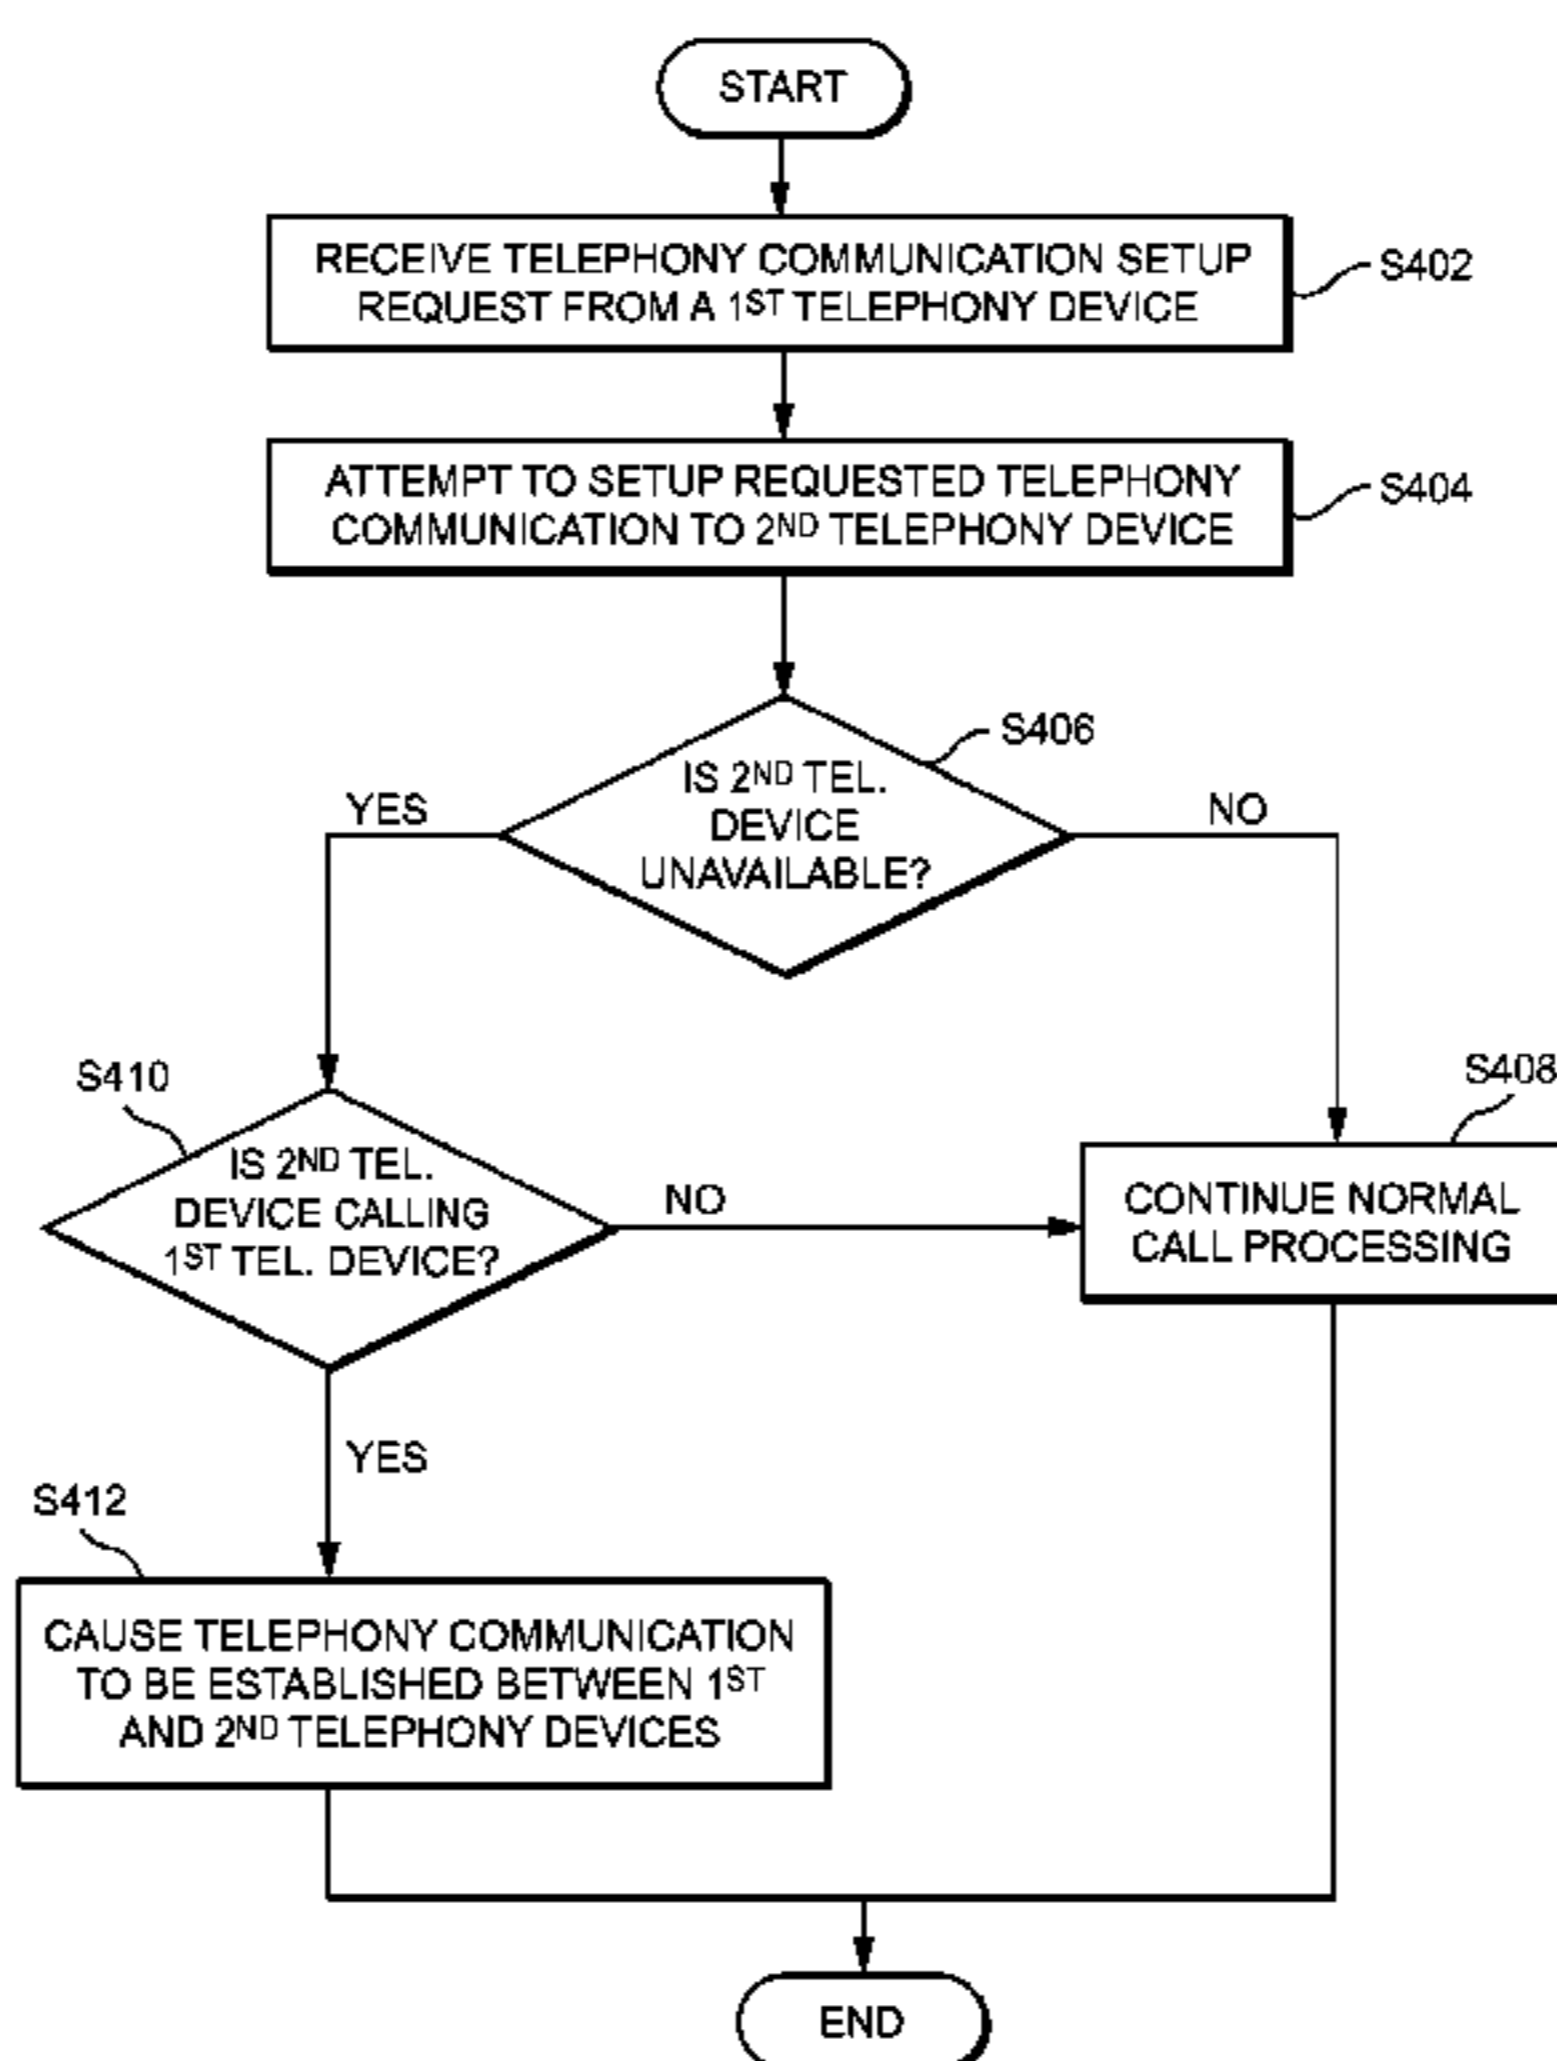 START
RECEIVE TELEPHONY COMMUNICATION SETUP
REQUEST FROM A 1ST TELEPHONY DEVICE
S402
ATTEMPT TO SETUP REQUESTED TELEPHONY
COMMUNICATION TO 2ND TELEPHONY DEVICE
S404
S406
IS 2ND TEL.
DEVICE
UNAVAILABLE?
YES
NO
S410
IS 2ND TEL.
DEVICE CALLING
1ST TEL. DEVICE?
NO
S408
CONTINUE NORMAL
CALL PROCESSING
YES
S412
CAUSE TELEPHONY COMMUNICATION
TO BE ESTABLISHED BETWEEN 1ST
AND 2ND TELEPHONY DEVICES
END